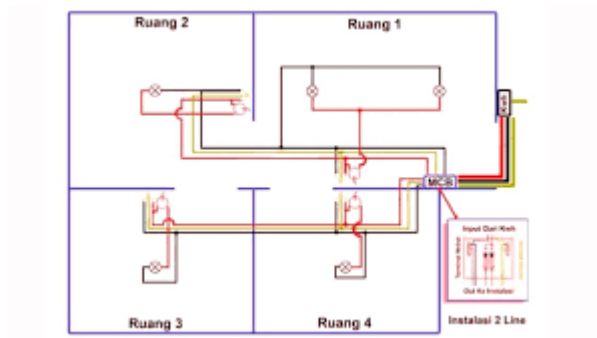 Ruang 2
Ruang 1
Kwh
MCB
Input Dari Kwh
Out Ke Instalasi
Ruang 3
Ruang 4
Instalasi 2 Line